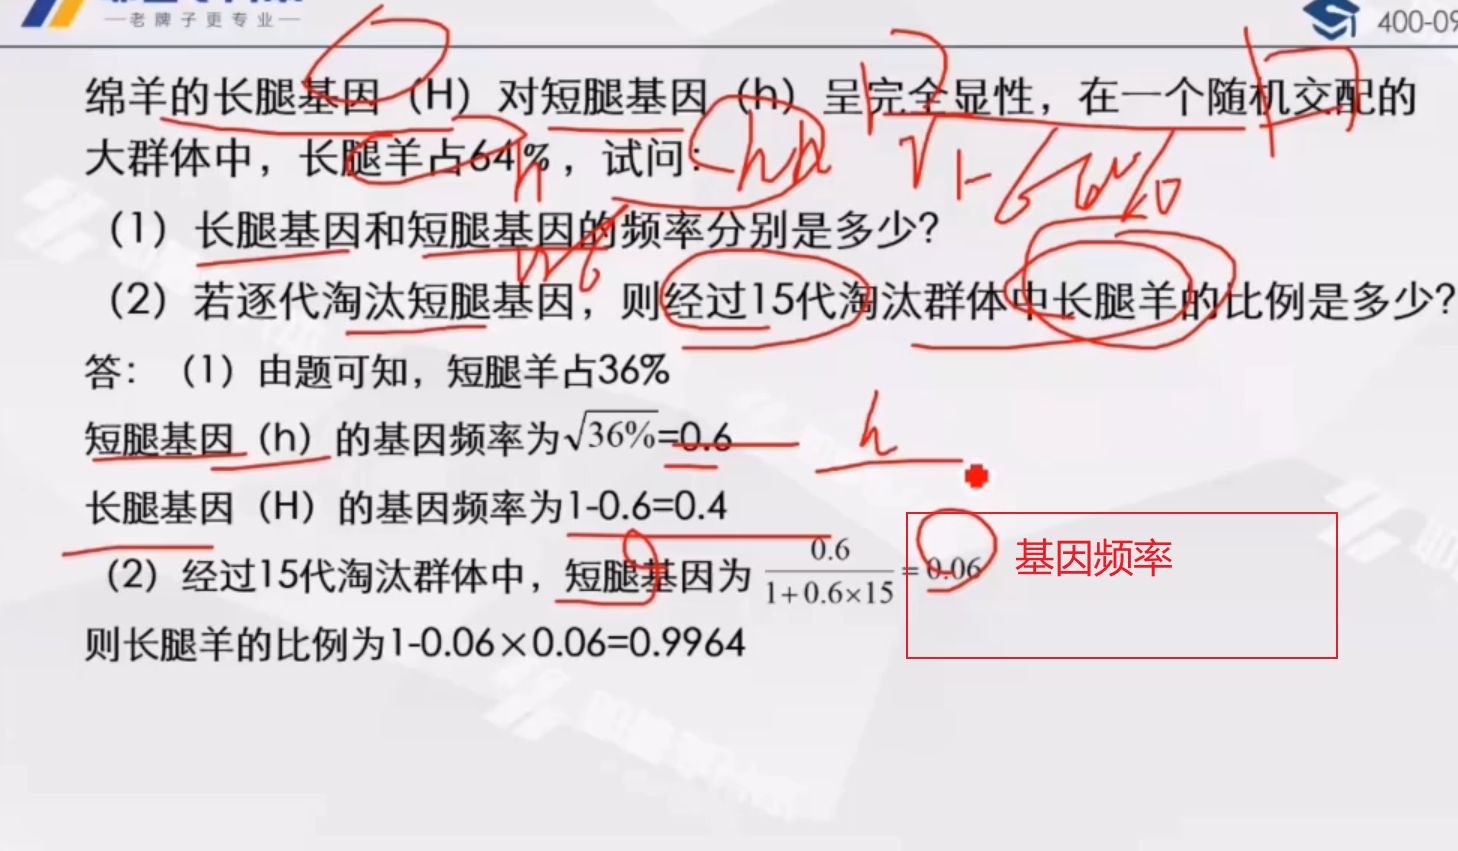 —老牌子更专业—
400-09
绵羊的长腿基因（H）对短腿基因（h）呈完全显性，在一个随机交配的
大群体中，长腿羊占64%，试问：
hh
1-64%
h
（1）长腿基因和短腿基因的频率分别是多少？
（2）若逐代淘汰短腿基因，则经过15代淘汰群体中长腿羊的比例是多少？
答：（1）由题可知，短腿羊占36%
短腿基因（h）的基因频率为√36%=0.6
h
长腿基因（H）的基因频率为1-0.6=0.4
（2）经过15代淘汰群体中，短腿基因为 0.6/1+0.6×15 = 0.06 基因频率
则长腿羊的比例为1-0.06×0.06=0.9964